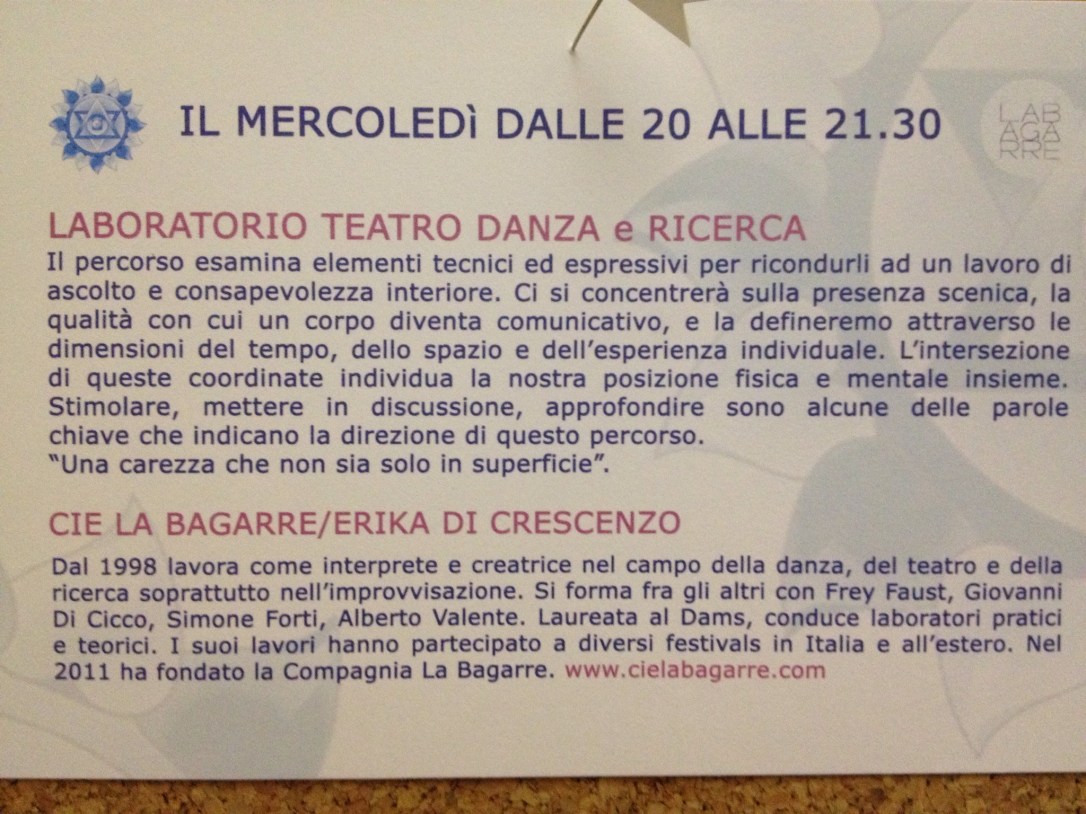 IL MERCOLEDì DALLE 20 ALLE 21.30
LAB
AGA
RRE
LABORATORIO TEATRO DANZA e RICERCA
Il percorso esamina elementi tecnici ed espressivi per ricondurli ad un lavoro di
ascolto e consapevolezza interiore. Ci si concentrerà sulla presenza scenica, la
qualità con cui un corpo diventa comunicativo, e la defineremo attraverso le
dimensioni del tempo, dello spazio e dell'esperienza individuale. L'intersezione
di queste coordinate individua la nostra posizione fisica e mentale insieme.
Stimolare, mettere in discussione, approfondire sono alcune delle parole
chiave che indicano la direzione di questo percorso.
“Una carezza che non sia solo in superficie”.
CIE LA BAGARRE/ERIKA DI CRESCENZO
Dal 1998 lavora come interprete e creatrice nel campo della danza, del teatro e della
ricerca soprattutto nell'improvvisazione. Si forma fra gli altri con Frey Faust, Giovanni
Di Cicco, Simone Forti, Alberto Valente. Laureata al Dams, conduce laboratori pratici
e teorici. I suoi lavori hanno partecipato a diversi festivals in Italia e all'estero. Nel
2011 ha fondato la Compagnia La Bagarre. www.cielabagarre.com